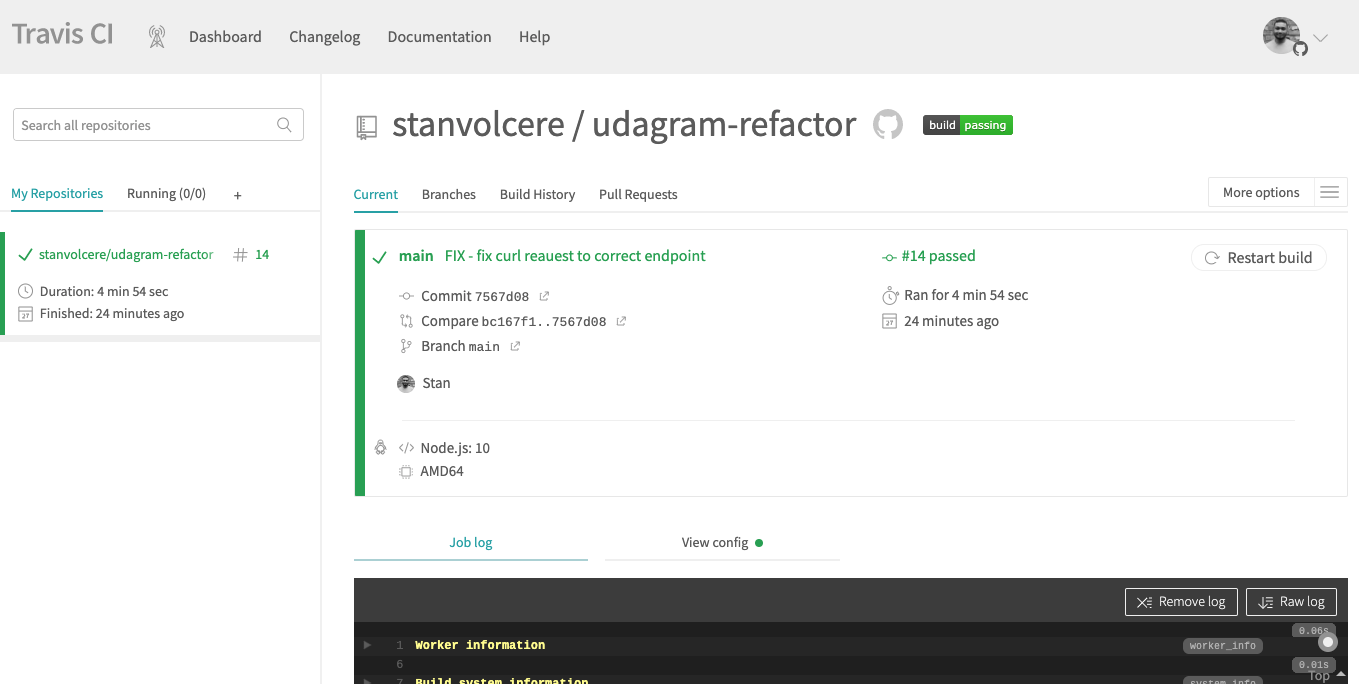 Travis CI
Dashboard Changelog Documentation Help
Search all repositories
My Repositories Running (0/0) +
stanvolcere/udagram-refactor # 14
Duration: 4 min 54 sec
27 Finished: 24 minutes ago
stanvolcere / udagram-refactor build passing
Current Branches Build History Pull Requests More options
main FIX - fix curl reauest to correct endpoint #14 passed Restart build
Commit 7567d08 Ran for 4 min 54 sec
Compare bc167f1..7567d08 27 24 minutes ago
Branch main
Stan
</> Node.js: 10
AMD64
Job log View config
Remove log Raw log
0.06s
1 Worker information worker_info
6 0.01s
7 Build system information system_info
Top